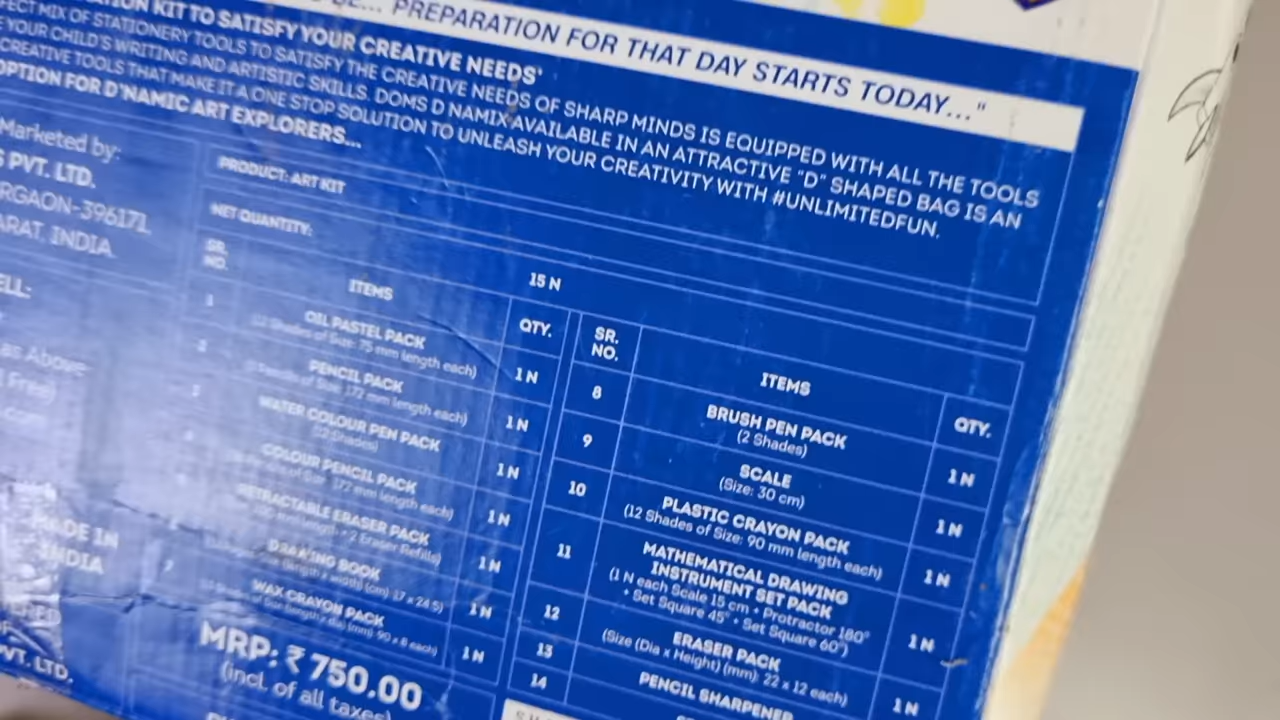 PREPARATION FOR THAT DAY STARTS TODAY..."
KIT TO SATISFY YOUR CREATIVE NEEDS'
MIX OF STATIONERY TOOLS TO SATISFY THE CREATIVE NEEDS OF SHARP MINDS IS EQUIPPED WITH ALL THE TOOLS
YOUR CHILD'S WRITING AND ARTISTIC SKILLS. DOMS D NAMIX AVAILABLE IN AN ATTRACTIVE "D" SHAPED BAG IS AN
CREATIVE TOOLS THAT MAKE IT A ONE STOP SOLUTION TO UNLEASH YOUR CREATIVITY WITH #UNLIMITEDFUN.
OPTION FOR D'NAMIC ART EXPLORERS...
Marketed by:
PVT. LTD.
396171,
INDIA
as Above
MADE IN
INDIA
PVT. LTD.
PRODUCT: ART KIT
NET QUANTITY:
15 N
SR. NO.
ITEMS
QTY.
1
OIL PASTEL PACK
Shades of Size: 75 mm length each)
1 N
PENCIL PACK
of Size: 172 mm length each)
1 N
WATER COLOUR PEN PACK
(12 Shades)
1 N
COLOUR PENCIL PACK
172 mm length each)
1 N
RETRACTABLE ERASER PACK
2 Eraser Refills)
1 N
DRAWING BOOK
(length x width) (cm) 17 x 24.5)
1 N
7
WAX CRAYON PACK
(mm) 90 x 8 each)
1 N
MRP: ₹ 750.00
(incl. of all taxes)
SR.
NO.
ITEMS
QTY.
8
BRUSH PEN PACK
(2 Shades)
1 N
9
SCALE
(Size: 30 cm)
1 N
10
PLASTIC CRAYON PACK
(12 Shades of Size: 90 mm length each)
1 N
11
MATHEMATICAL DRAWING
INSTRUMENT SET PACK
(1 N each Scale 15 cm • Protractor 180°
• Set Square 45° • Set Square 60°)
1 N
12
ERASER PACK
(Size (Dia x Height) (mm): 22 x 12 each)
1 N
13
PENCIL SHARPENER
14